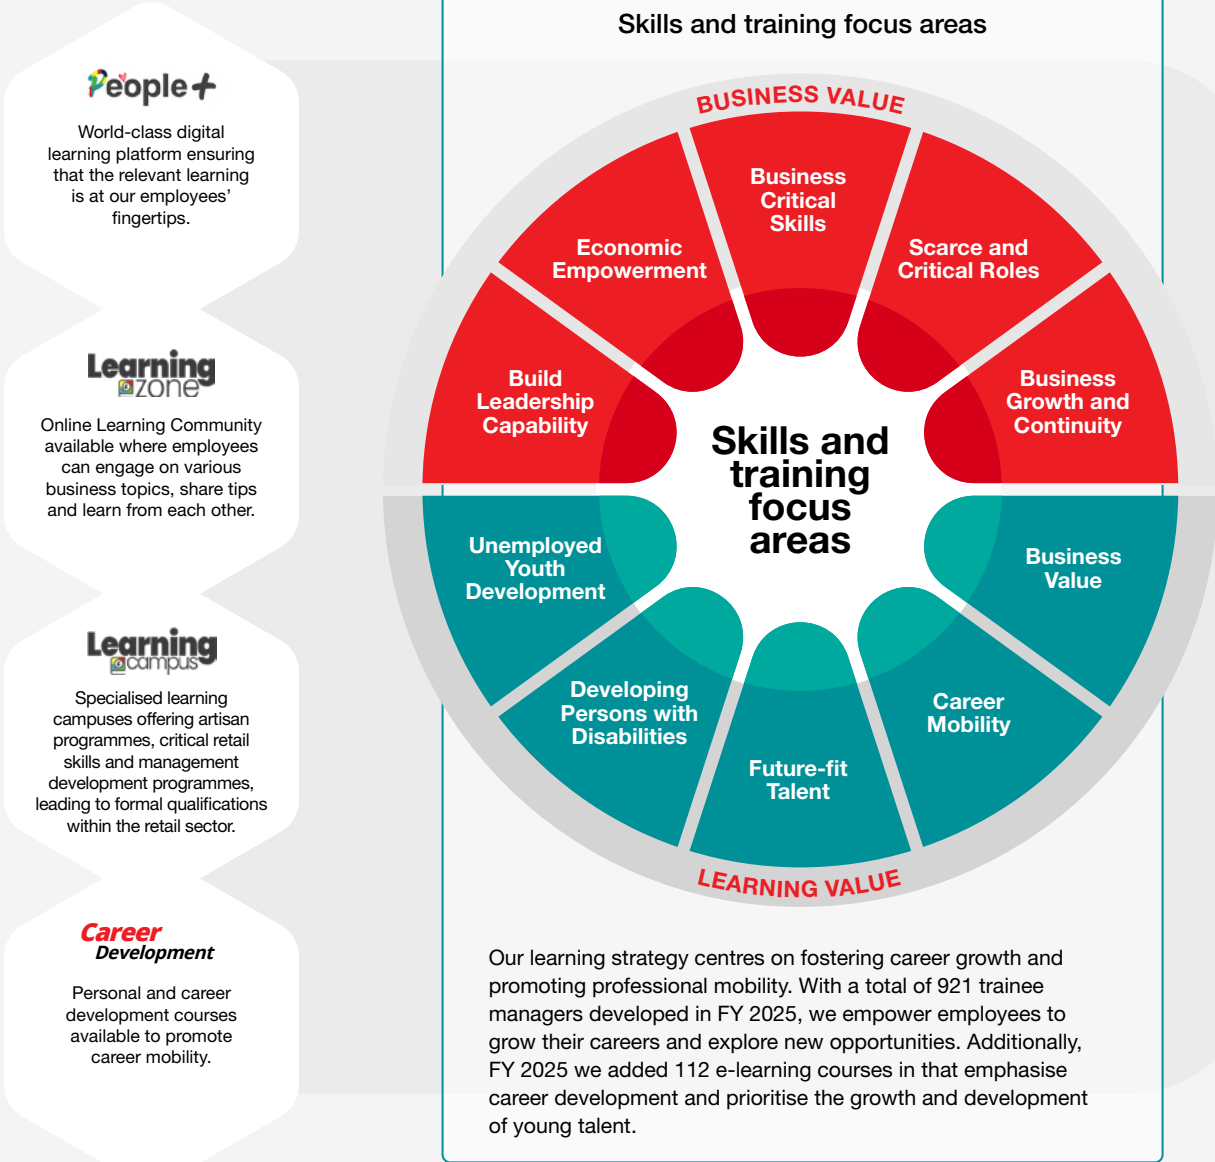 People+
World-class digital
learning platform ensuring
that the relevant learning
is at our employees'
fingertips.
Learning
zone
Online Learning Community
available where employees
can engage on various
business topics, share tips
and learn from each other.
Learning
campus
Specialised learning
campuses offering artisan
programmes, critical retail
skills and management
development programmes,
leading to formal qualifications
within the retail sector.
Career
Development
Personal and career
development courses
available to promote
career mobility.
Skills and training focus areas
BUSINESS VALUE
Business
Critical
Skills
Economic
Empowerment
Scarce and
Critical Roles
Build
Leadership
Capability
Business
Growth and
Continuity
Skills and
training
focus
areas
Unemployed
Youth
Development
Business
Value
Developing
Persons with
Disabilities
Career
Mobility
Future-fit
Talent
LEARNING VALUE
Our learning strategy centres on fostering career growth and
promoting professional mobility. With a total of 921 trainee
managers developed in FY 2025, we empower employees to
grow their careers and explore new opportunities. Additionally,
FY 2025 we added 112 e-learning courses in that emphasise
career development and prioritise the growth and development
of young talent.